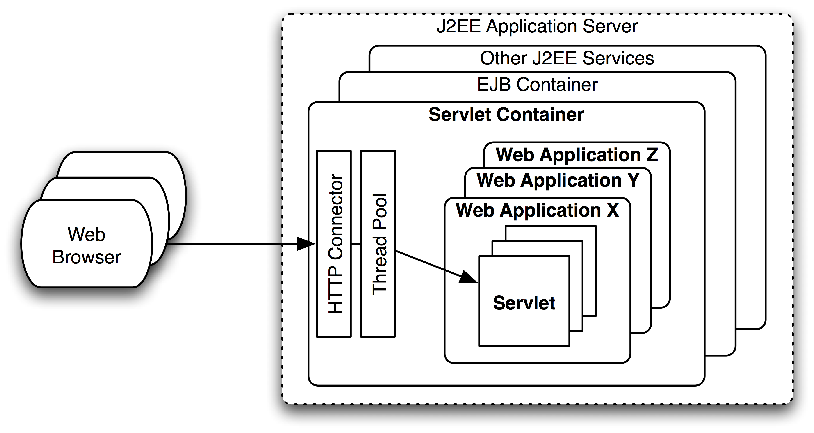 J2EE Application Server
Other J2EE Services
EJB Container
Servlet Container
Web Application Z
Web Application Y
Web Application X
Web
Browser
HTTP Connector
Thread Pool
Servlet